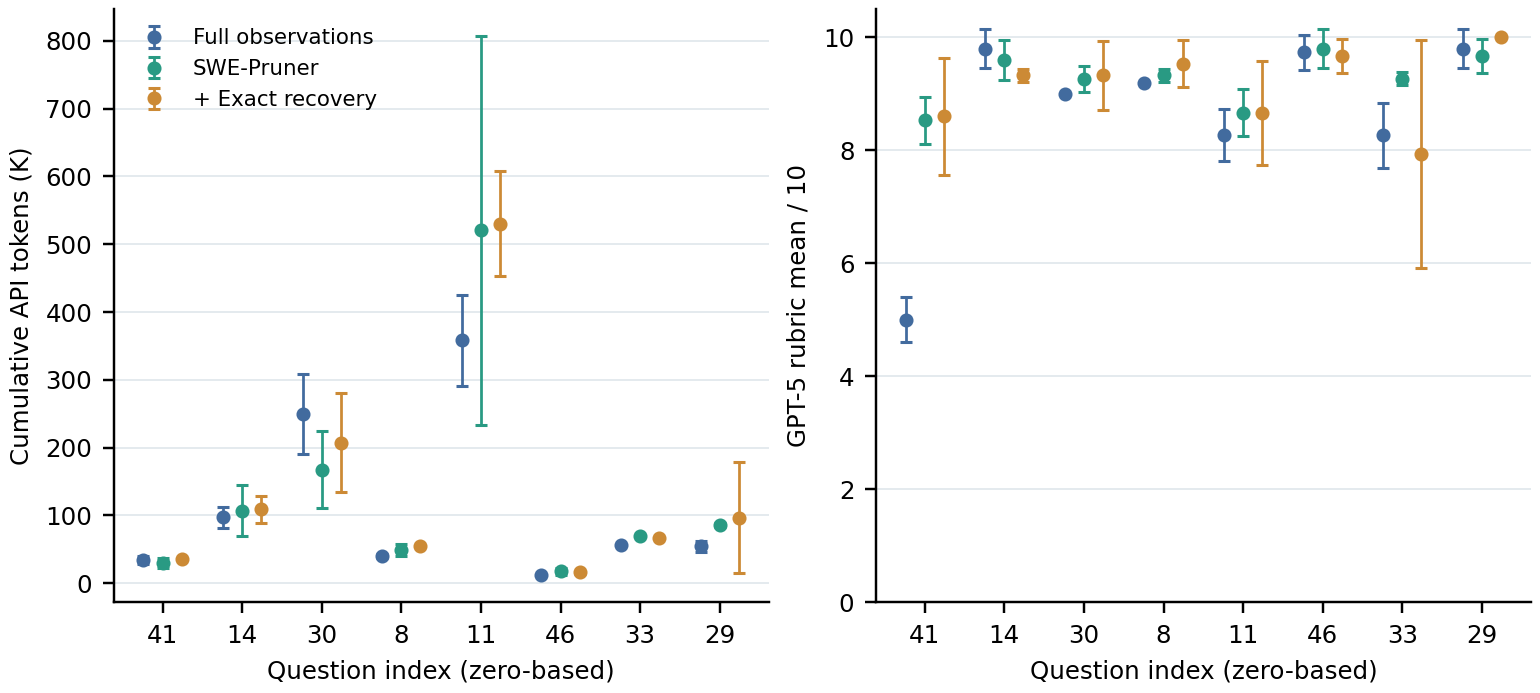 Cumulative API tokens (K)
800
700
600
500
400
300
200
100
0
Full observations
SWE-Pruner
+ Exact recovery
41 14 30 8 11 46 33 29
Question index (zero-based)
GPT-5 rubric mean / 10
10
8
6
4
2
0
41 14 30 8 11 46 33 29
Question index (zero-based)